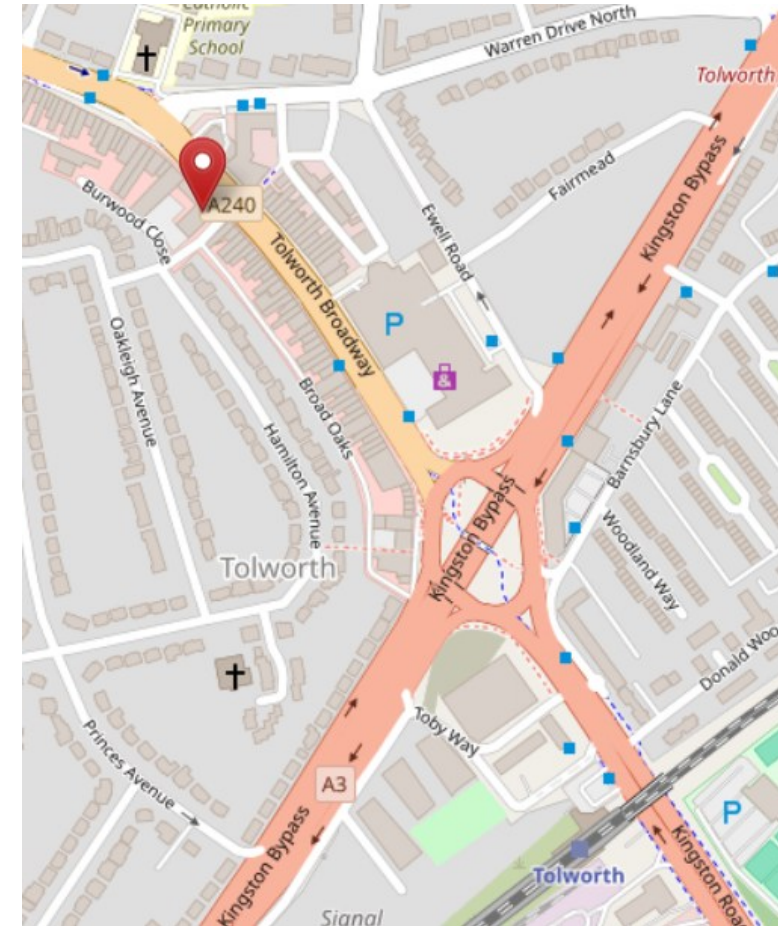 Catholic
Primary
School
Warren Drive North
Tolworth
Burwood Close
A240
Fairmead
Kingston Bypass
Ewell Road
Tolworth Broadway
P
Oakleigh Avenue
Broad Oaks
Hamilton Avenue
Barnsbury Lane
Kingston Bypass
Woodland Way
Tolworth
Donald Woo
Toby Way
Princes Avenue
A3
P
Kingston Bypass
Tolworth
Kingston Roa
Signal